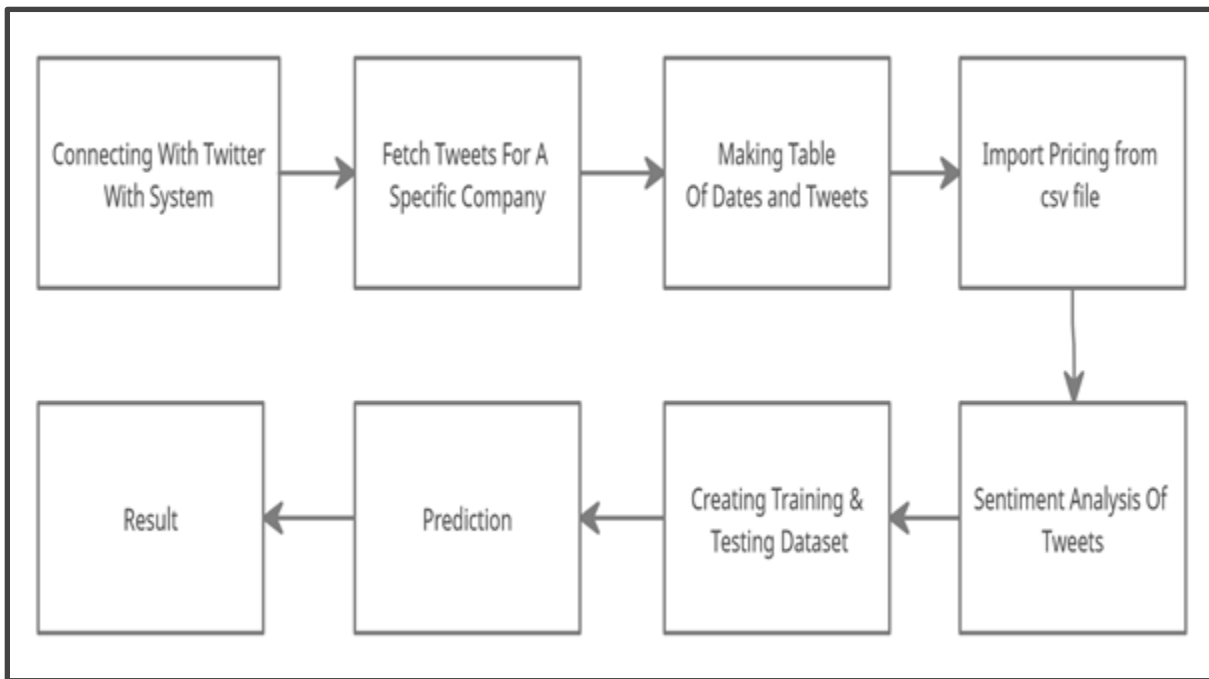 Connecting With Twitter
With System
Fetch Tweets For A
Specific Company
Making Table
Of Dates and Tweets
Import Pricing from
csv file
Sentiment Analysis Of
Tweets
Creating Training &
Testing Dataset
Prediction
Result